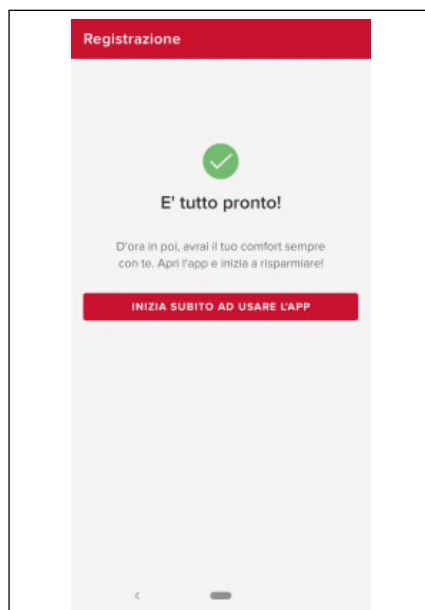 Registrazione
E' tutto pronto!
D'ora in poi, avrai il tuo comfort sempre
con te. Apri l'app e inizia a risparmiare!
INIZIA SUBITO AD USARE L'APP